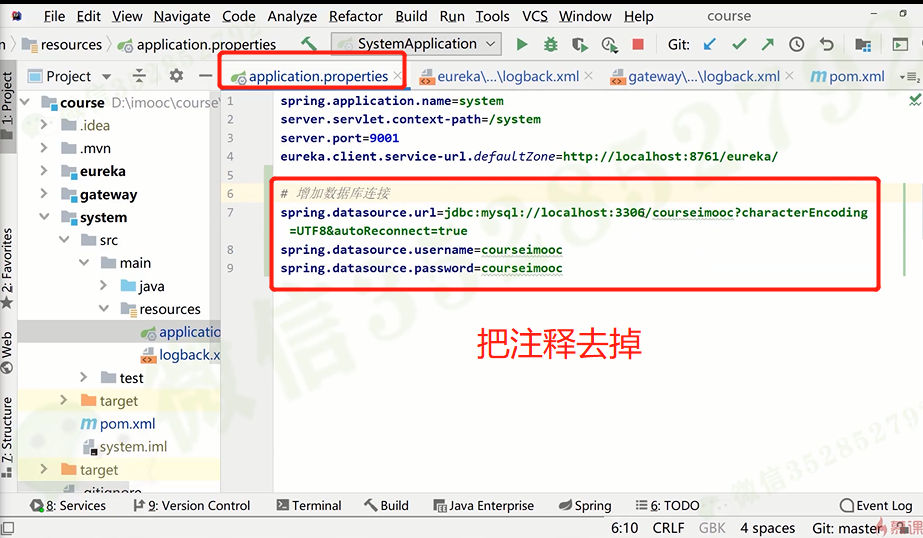 File Edit View Navigate Code Analyze Refactor Build Run Tools VCS Window Help course
resources application.properties SystemApplication Git:
Project application.properties eureka\...\logback.xml gateway\...\logback.xml pom.xml
1: Project
2: Favorites
Web
7: Structure
course D:\imooc\course
.idea
.mvn
eureka
gateway
system
src
main
java
resources
applicatio
logback.x
test
target
pom.xml
system.iml
target
.gitignore
1 spring.application.name=system
2 server.servlet.context-path=/system
3 server.port=9001
4 eureka.client.service-url.defaultZone=http://localhost:8761/eureka/
5
6 # 增加数据库连接
7 spring.datasource.url=jdbc:mysql://localhost:3306/courseimooc?characterEncoding
=UTF8&autoReconnect=true
8 spring.datasource.username=courseimooc
9 spring.datasource.password=courseimooc
把注释去掉
8: Services 9: Version Control Terminal Build Java Enterprise Spring 6: TODO Event Log
6:10 CRLF GBK 4 spaces Git: master